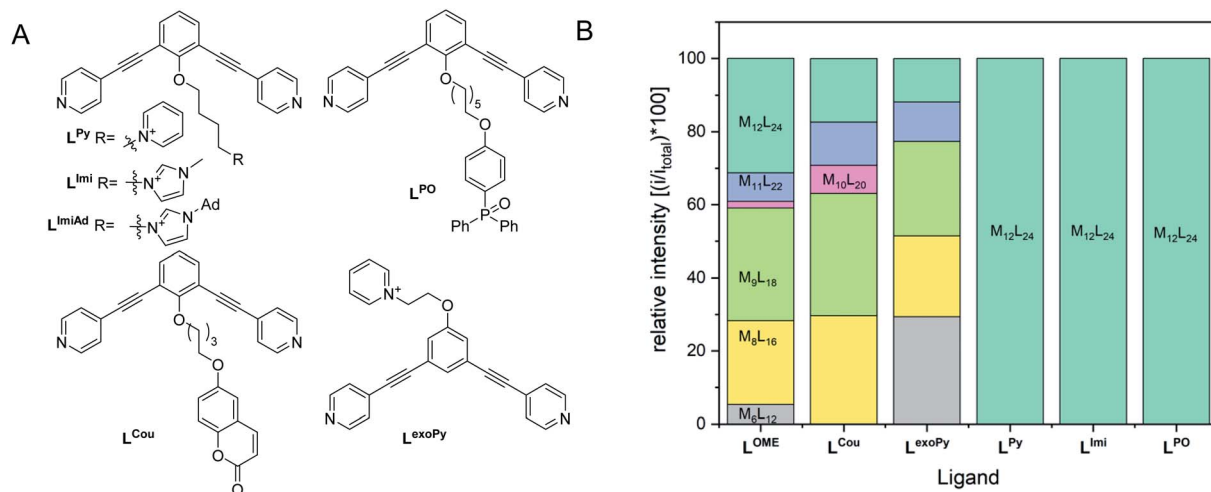 A
N
N
O
L^Py R=
N+
R
L^Imi R=
N+
N
L^ImiAd R=
N+
N
Ad
N
N
O
( )5
O
L^PO
P
O
Ph
Ph
N
N
O
( )3
O
L^Cou
O
O
N+
O
N
N
L^exoPy
B
relative intensity [(i/i_total)*100]
100
80
60
40
20
0
M12L24
M11L22
M9L18
M8L16
M6L12
M10L20
M12L24
M12L24
M12L24
L^OME
L^Cou
L^exoPy
L^Py
L^Imi
L^PO
Ligand